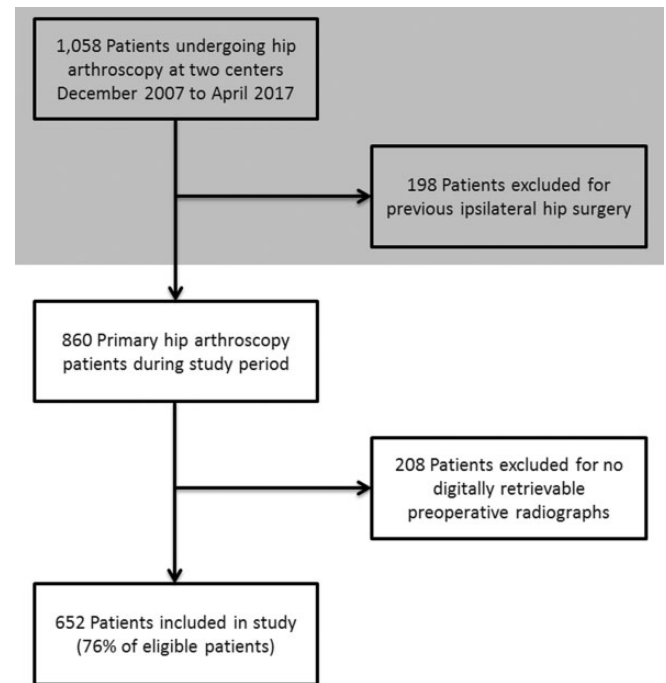 1,058 Patients undergoing hip
arthroscopy at two centers
December 2007 to April 2017
198 Patients excluded for
previous ipsilateral hip surgery
860 Primary hip arthroscopy
patients during study period
208 Patients excluded for no
digitally retrievable
preoperative radiographs
652 Patients included in study
(76% of eligible patients)